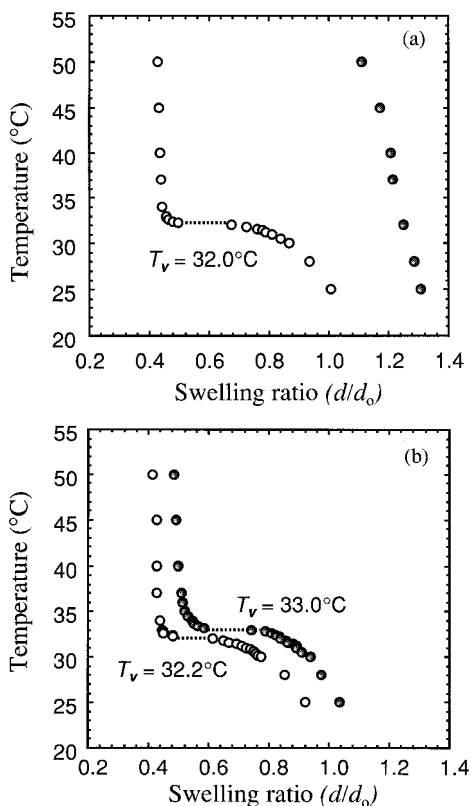 (a)
55
50
45
40
35
30
25
20
Temperature (°C)
Tv = 32.0°C
0.2 0.4 0.6 0.8 1.0 1.2 1.4
Swelling ratio (d/do)
(b)
55
50
45
40
35
30
25
20
Temperature (°C)
Tv = 33.0°C
Tv = 32.2°C
0.2 0.4 0.6 0.8 1.0 1.2 1.4
Swelling ratio (d/do)